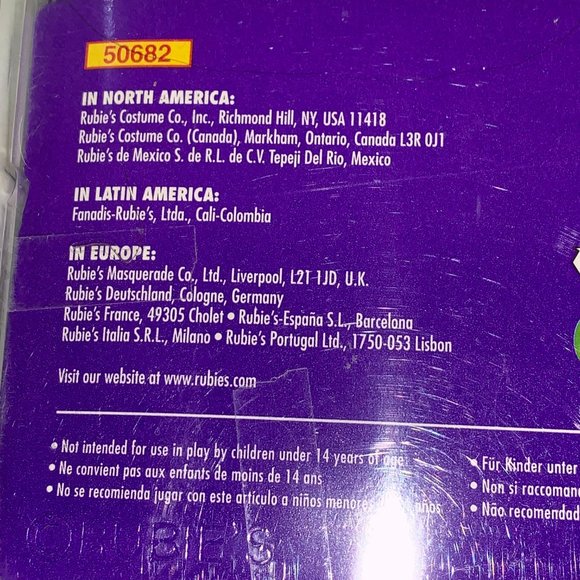 50682
IN NORTH AMERICA:
Rubie's Costume Co., Inc., Richmond Hill, NY, USA 11418
Rubie's Costume Co. (Canada), Markham, Ontario, Canada L3R 0J1
Rubie's de Mexico S. de R.L. de C.V. Tepeji Del Rio, Mexico
IN LATIN AMERICA:
Fanadis-Rubie's, Ltda., Cali-Colombia
IN EUROPE:
Rubie's Masquerade Co., Ltd., Liverpool, L21 1JD, U.K.
Rubie's Deutschland, Cologne, Germany
Rubie's France, 49305 Cholet • Rubie's-España S.L., Barcelona
Rubie's Italia S.R.L., Milano • Rubie's Portugal Ltd., 1750-053 Lisbon
Visit our website at www.rubies.com
• Not intended for use in play by children under 14 years of age
• Ne convient pas aux enfants de moins de 14 ans
• No se recomienda jugar con este articulo a niños menores años
• Für Kinder unter
• Non si raccoman
• Não recomendad
RUBIE'S